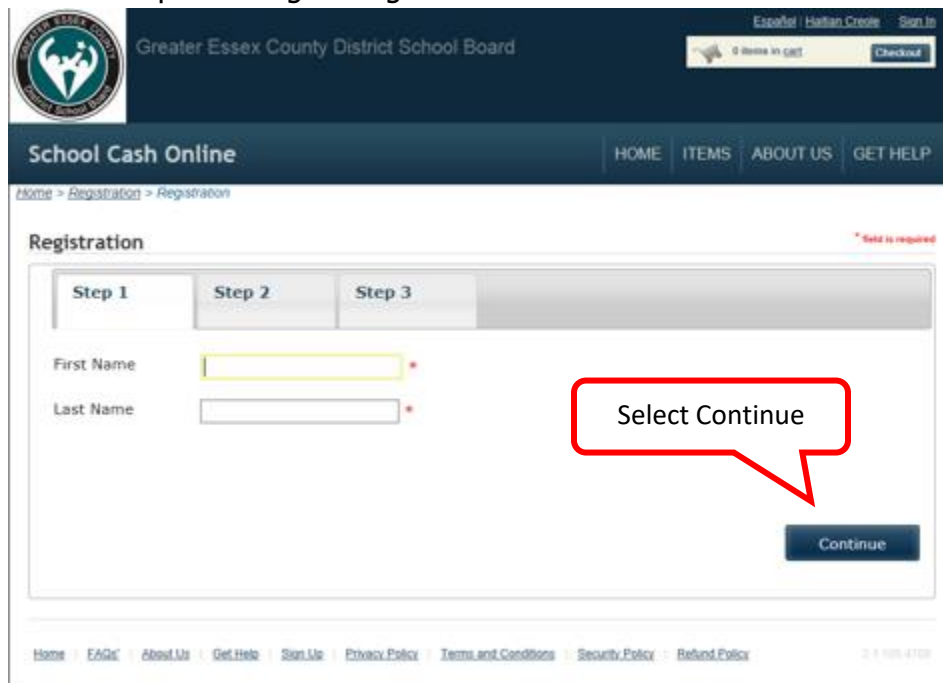 Greater Essex County District School Board
Español | Haitian Creole Sign In
0 items in cart
Checkout
School Cash Online
HOME
ITEMS
ABOUT US
GET HELP
Home > Registration > Registration
Registration
* field is required
Step 1
Step 2
Step 3
First Name
*
Last Name
*
Select Continue
Continue
Home | FAQs' | About Us | Get Help | Sign Up | Privacy Policy | Terms and Conditions | Security Policy | Refund Policy